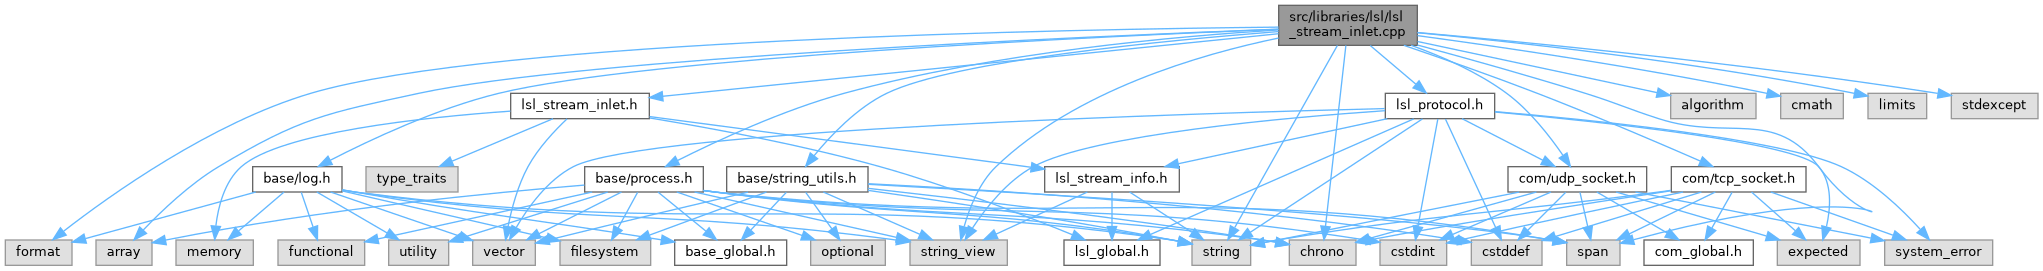 src/libraries/lsl/lsl
_stream_inlet.cpp
lsl_stream_inlet.h
lsl_protocol.h
algorithm
cmath
limits
stdexcept
base/log.h
type_traits
base/process.h
base/string_utils.h
lsl_stream_info.h
com/udp_socket.h
com/tcp_socket.h
format
array
memory
functional
utility
vector
filesystem
base_global.h
optional
string_view
lsl_global.h
string
chrono
cstdint
cstddef
span
com_global.h
expected
system_error